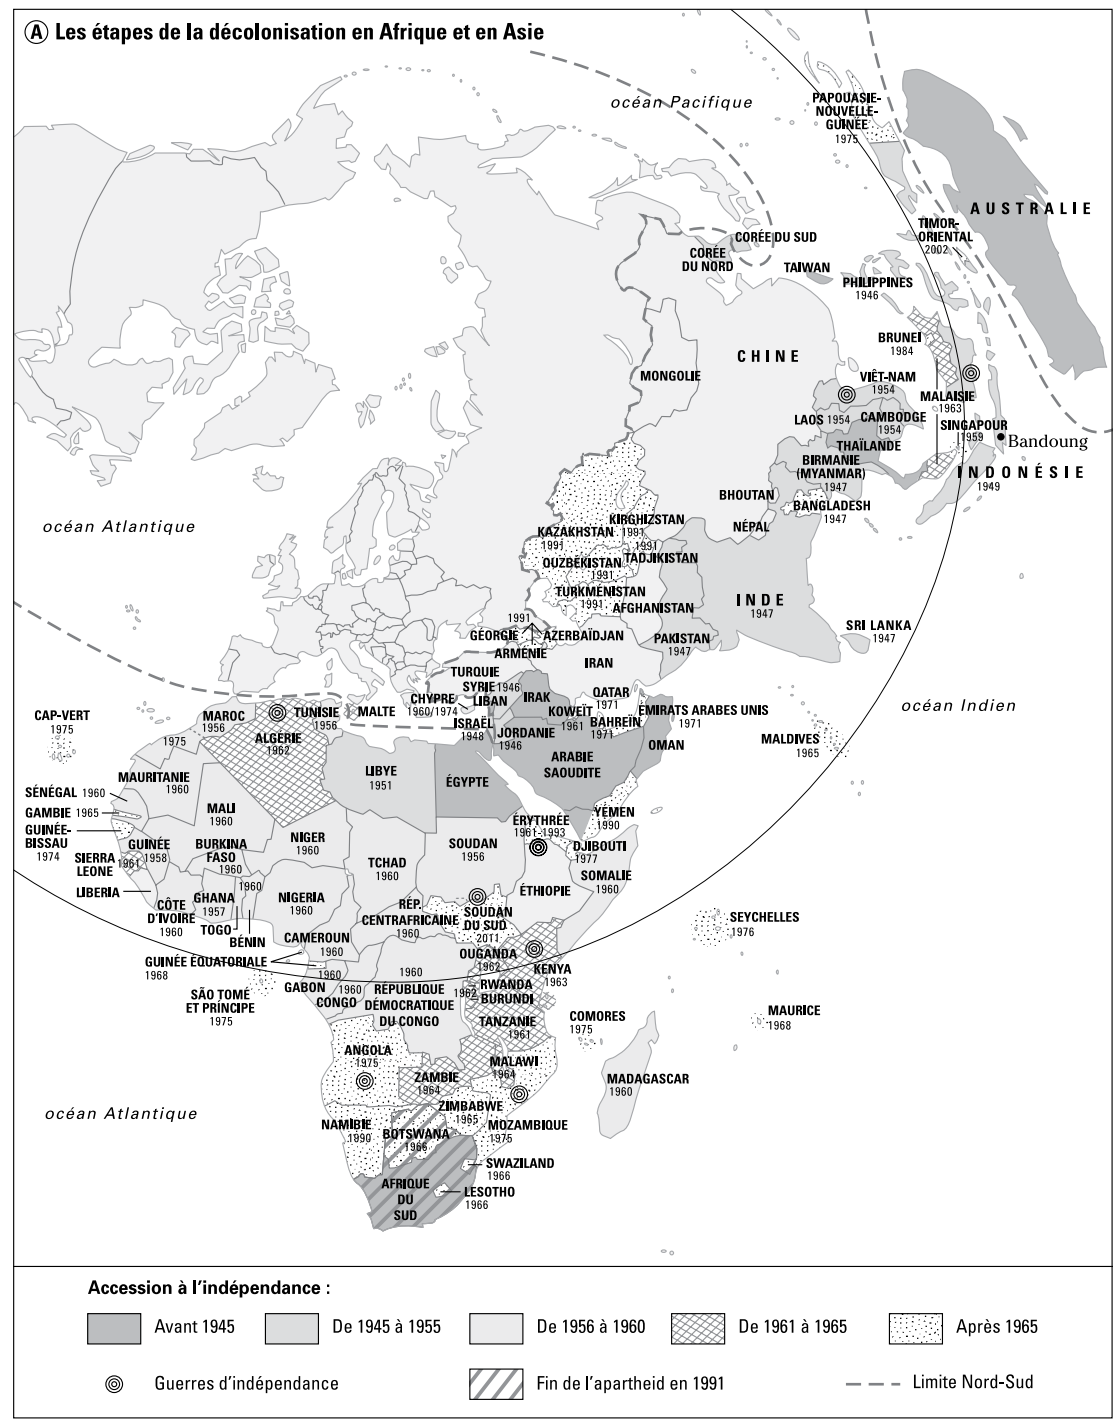 Ⓐ Les étapes de la décolonisation en Afrique et en Asie
océan Pacifique
PAPOUASIE-
NOUVELLE-
GUINÉE
1975
AUSTRALIE
TIMOR-
ORIENTAL
2002
CORÉE DU SUD
CORÉE
DU NORD
TAÏWAN
PHILIPPINES
1946
BRUNEI
1984
CHINE
MONGOLIE
VIÊT-NAM
1954
MALAISIE
1963
LAOS 1954
CAMBODGE
1954
SINGAPOUR
1959
Bandoung
THAÏLANDE
BIRMANIE
(MYANMAR)
1947
INDONÉSIE
1949
BHOUTAN
BANGLADESH
1947
NÉPAL
océan Atlantique
KIRGHIZSTAN
1991
KAZAKHSTAN
1991
1991
TADJIKISTAN
OUZBÉKISTAN
1991
TURKMÉNISTAN
1991
AFGHANISTAN
INDE
1947
SRI LANKA
1947
1991
GÉORGIE
AZERBAÏDJAN
ARMÉNIE
PAKISTAN
1947
IRAN
TURQUIE
SYRIE 1946
CHYPRE
1960/1974
LIBAN
IRAK
QATAR
1971
KOWEÏT
1961
BAHREÏN
1971
EMIRATS ARABES UNIS
1971
océan Indien
ISRAËL
1948
JORDANIE
1946
OMAN
MALDIVES
1965
ARABIE
SAOUDITE
CAP-VERT
1975
MAROC
1956
TUNISIE
1956
MALTE
1975
ALGÉRIE
1962
LIBYE
1951
ÉGYPTE
MAURITANIE
1960
SÉNÉGAL 1960
GAMBIE 1965
GUINÉE-
BISSAU
1974
MALI
1960
NIGER
1960
ÉRYTHRÉE
1961-1993
YÉMEN
1990
GUINÉE
1958
BURKINA
FASO
1960
TCHAD
1960
SOUDAN
1956
DJIBOUTI
1977
SIERRA
LEONE
1961
SOMALIE
1960
LIBERIA
CÔTE
D'IVOIRE
1960
GHANA
1957
1960
NIGERIA
1960
ÉTHIOPIE
TOGO
BÉNIN
RÉP.
CENTRAFRICAINE
1960
SOUDAN
DU SUD
2011
SEYCHELLES
1976
CAMEROUN
1960
GUINÉE ÉQUATORIALE
1968
OUGANDA
1962
KENYA
1963
1960
GABON
1960
CONGO
1960
RÉPUBLIQUE
DÉMOCRATIQUE
DU CONGO
1962
RWANDA
BURUNDI
SÃO TOMÉ
ET PRÍNCIPE
1975
TANZANIE
1961
COMORES
1975
MAURICE
1968
ANGOLA
1975
MALAWI
1964
ZAMBIE
1964
MADAGASCAR
1960
océan Atlantique
ZIMBABWE
1965
MOZAMBIQUE
1975
NAMIBIE
1990
BOTSWANA
1966
SWAZILAND
1966
AFRIQUE
DU
SUD
LESOTHO
1966
Accession à l'indépendance :
Avant 1945
De 1945 à 1955
De 1956 à 1960
De 1961 à 1965
Après 1965
Guerres d'indépendance
Fin de l'apartheid en 1991
Limite Nord-Sud